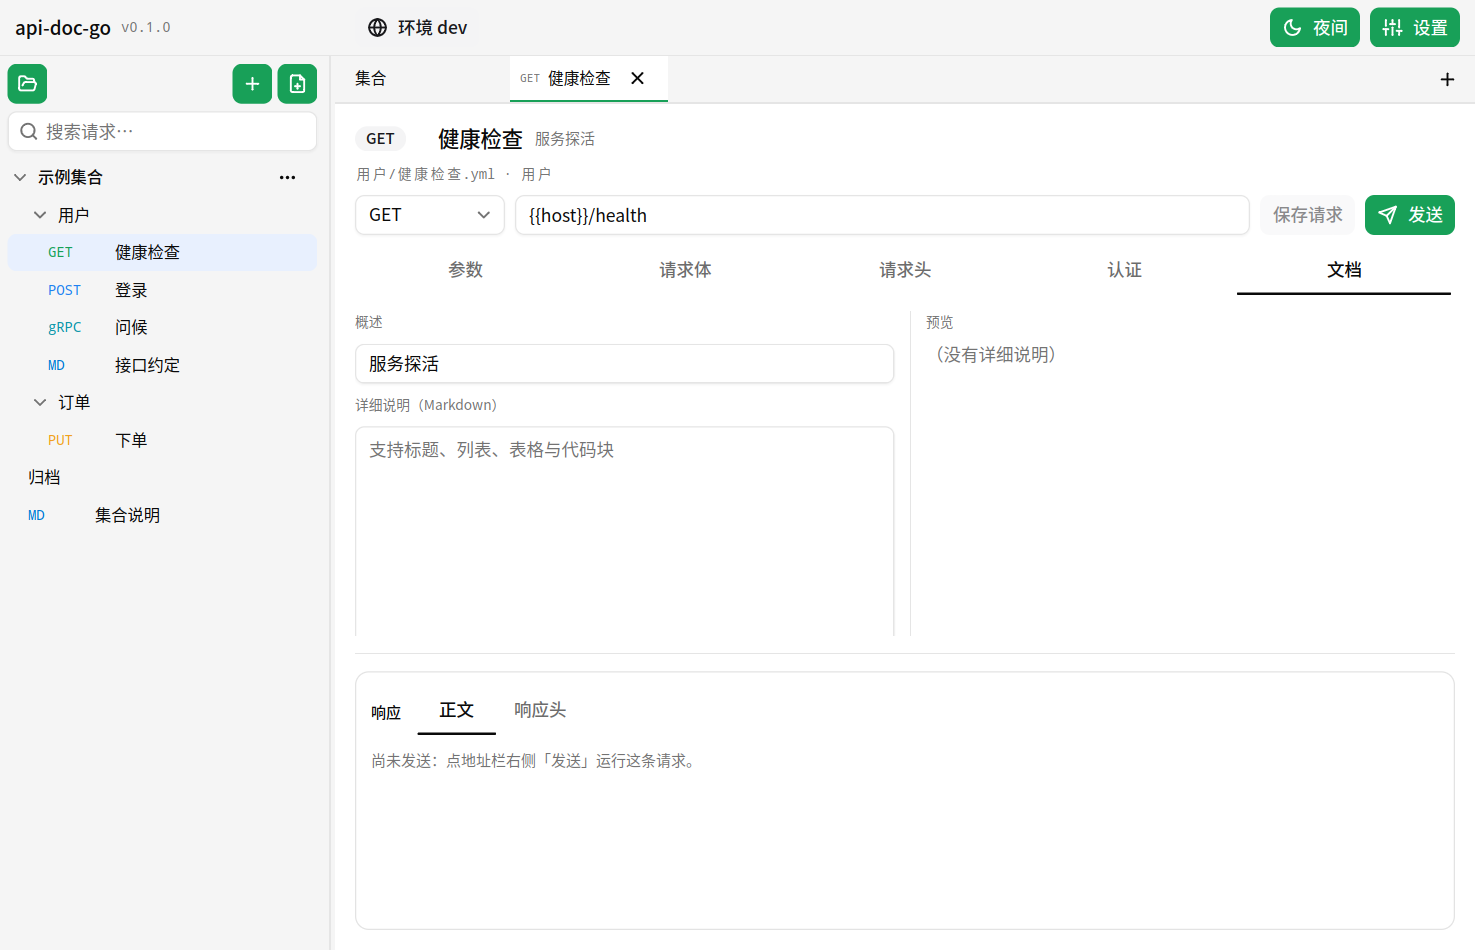 api-doc-go v0.1.0
环境 dev
夜间
设置
搜索请求…
示例集合
用户
GET 健康检查
POST 登录
gRPC 问候
MD 接口约定
订单
PUT 下单
归档
MD 集合说明
集合
GET 健康检查
GET 健康检查 服务探活
用户/健康检查.yml · 用户
GET
{{host}}/health
保存请求
发送
参数
请求体
请求头
认证
文档
概述
服务探活
详细说明（Markdown）
支持标题、列表、表格与代码块
预览
（没有详细说明）
响应
正文
响应头
尚未发送：点地址栏右侧「发送」运行这条请求。